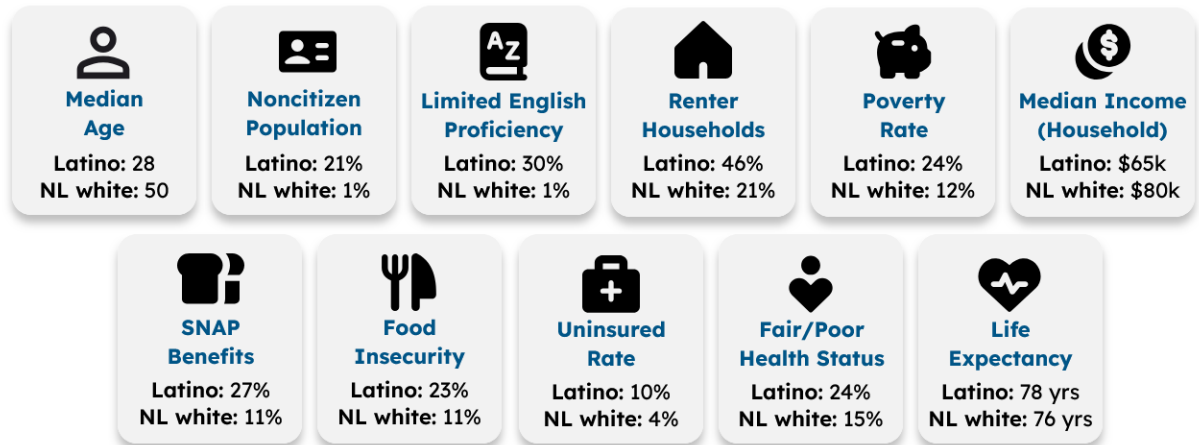 Median
Age
Latino: 28
NL white: 50
Noncitizen
Population
Latino: 21%
NL white: 1%
A
Z
Limited English
Proficiency
Latino: 30%
NL white: 1%
Renter
Households
Latino: 46%
NL white: 21%
Poverty
Rate
Latino: 24%
NL white: 12%
$
Median Income
(Household)
Latino: $65k
NL white: $80k
SNAP
Benefits
Latino: 27%
NL white: 11%
Food
Insecurity
Latino: 23%
NL white: 11%
Uninsured
Rate
Latino: 10%
NL white: 4%
Fair/Poor
Health Status
Latino: 24%
NL white: 15%
Life
Expectancy
Latino: 78 yrs
NL white: 76 yrs